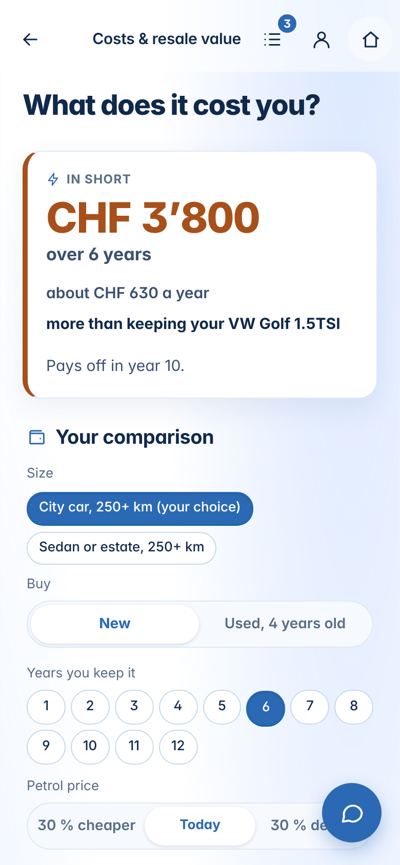 Costs & resale value
3
What does it cost you?
IN SHORT
CHF 3’800
over 6 years
about CHF 630 a year
more than keeping your VW Golf 1.5TSI
Pays off in year 10.
Your comparison
Size
City car, 250+ km (your choice)
Sedan or estate, 250+ km
Buy
New
Used, 4 years old
Years you keep it
1 2 3 4 5 6 7 8
9 10 11 12
Petrol price
30 % cheaper
Today
30 %